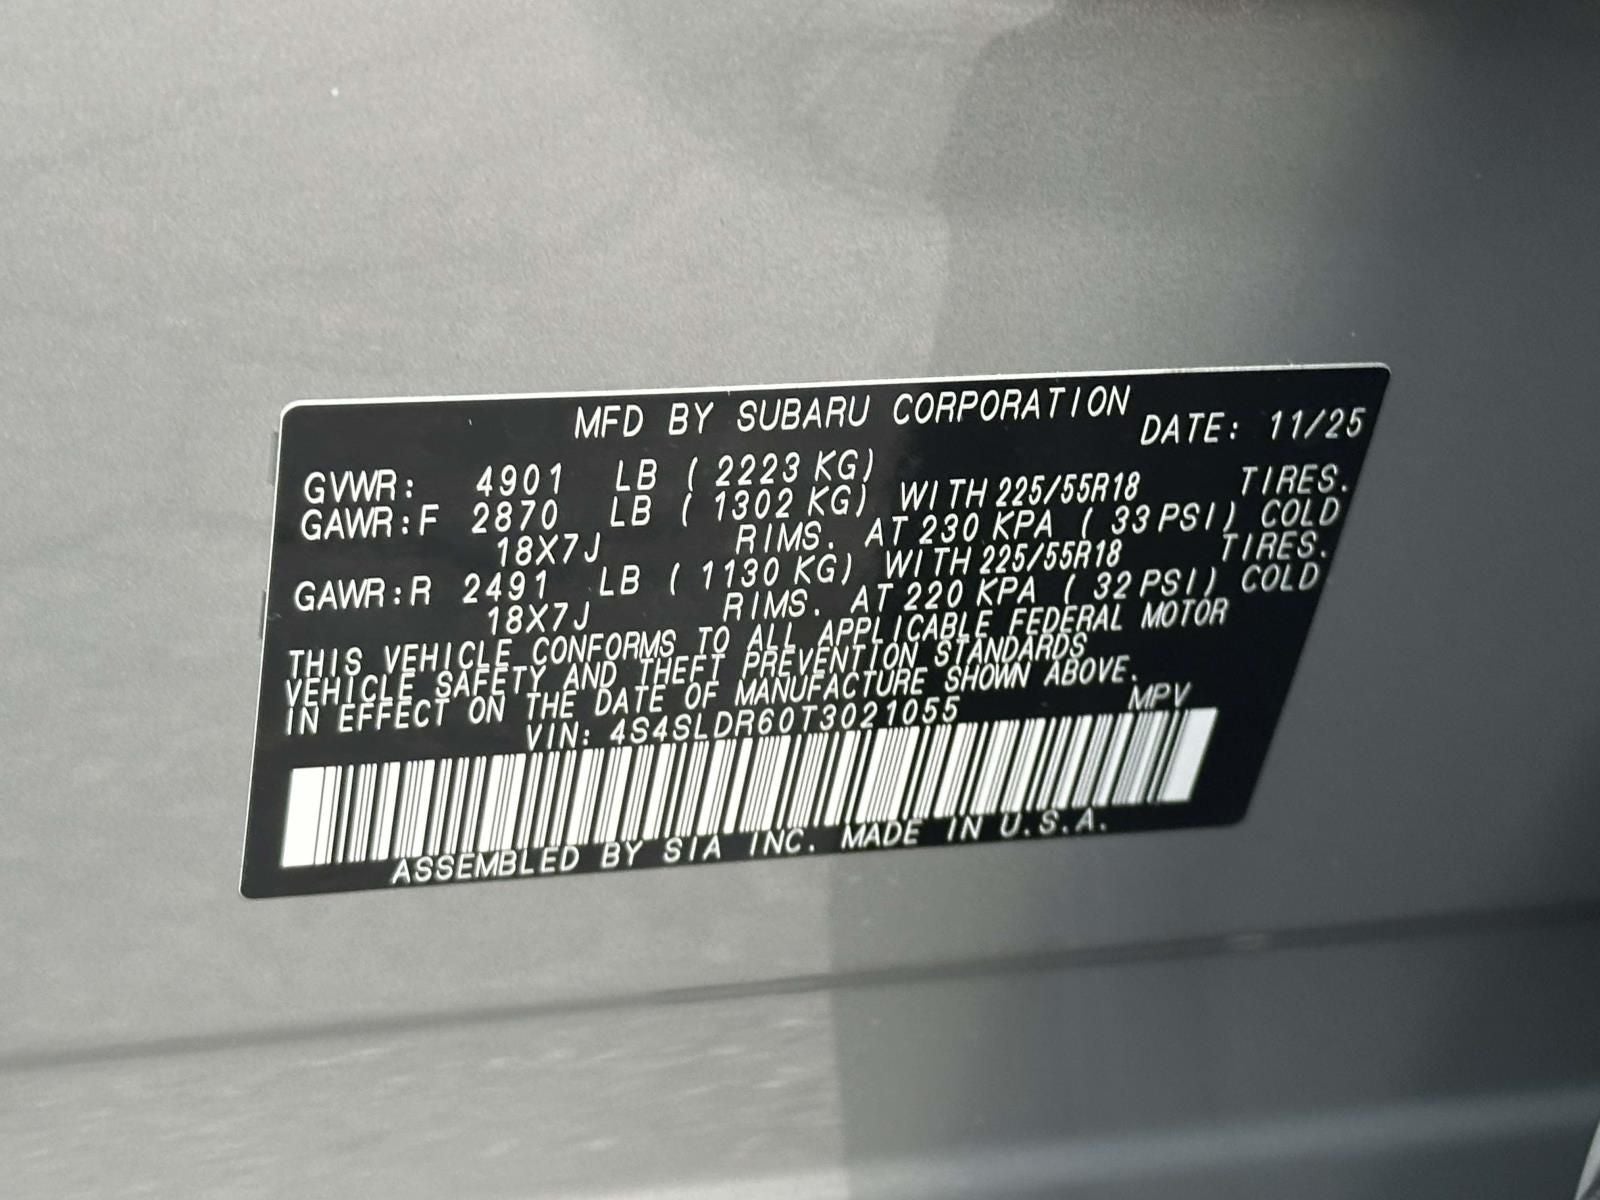 MFD BY SUBARU CORPORATION DATE: 11/25
GVWR: 4901 LB ( 2223 KG)
GAWR:F 2870 LB ( 1302 KG) WITH 225/55R18 TIRES.
18X7J RIMS. AT 230 KPA ( 33 PSI) COLD
GAWR:R 2491 LB ( 1130 KG) WITH 225/55R18 TIRES.
18X7J RIMS. AT 220 KPA ( 32 PSI) COLD
THIS VEHICLE CONFORMS TO ALL APPLICABLE FEDERAL MOTOR
VEHICLE SAFETY AND THEFT PREVENTION STANDARDS
IN EFFECT ON THE DATE OF MANUFACTURE SHOWN ABOVE.
VIN: 4S4SLDR60T3021055 MPV
ASSEMBLED BY SIA INC. MADE IN U.S.A.